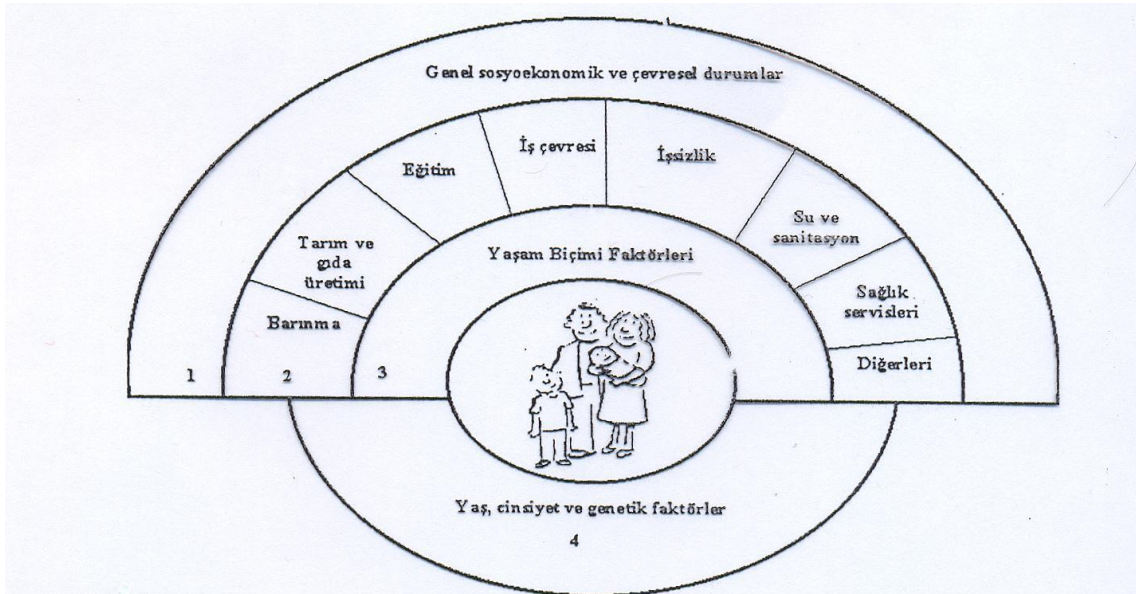 Genel sosyoekonomik ve çevresel durumlar
İş çevresi
İşsizlik
Eğitim
Su ve
sanitasyon
Tarım ve
gıda
üretimi
Yaşam Biçimi Faktörleri
Sağlık
servisleri
Barınma
Diğerleri
1
2
3
Yaş, cinsiyet ve genetik faktörler
4